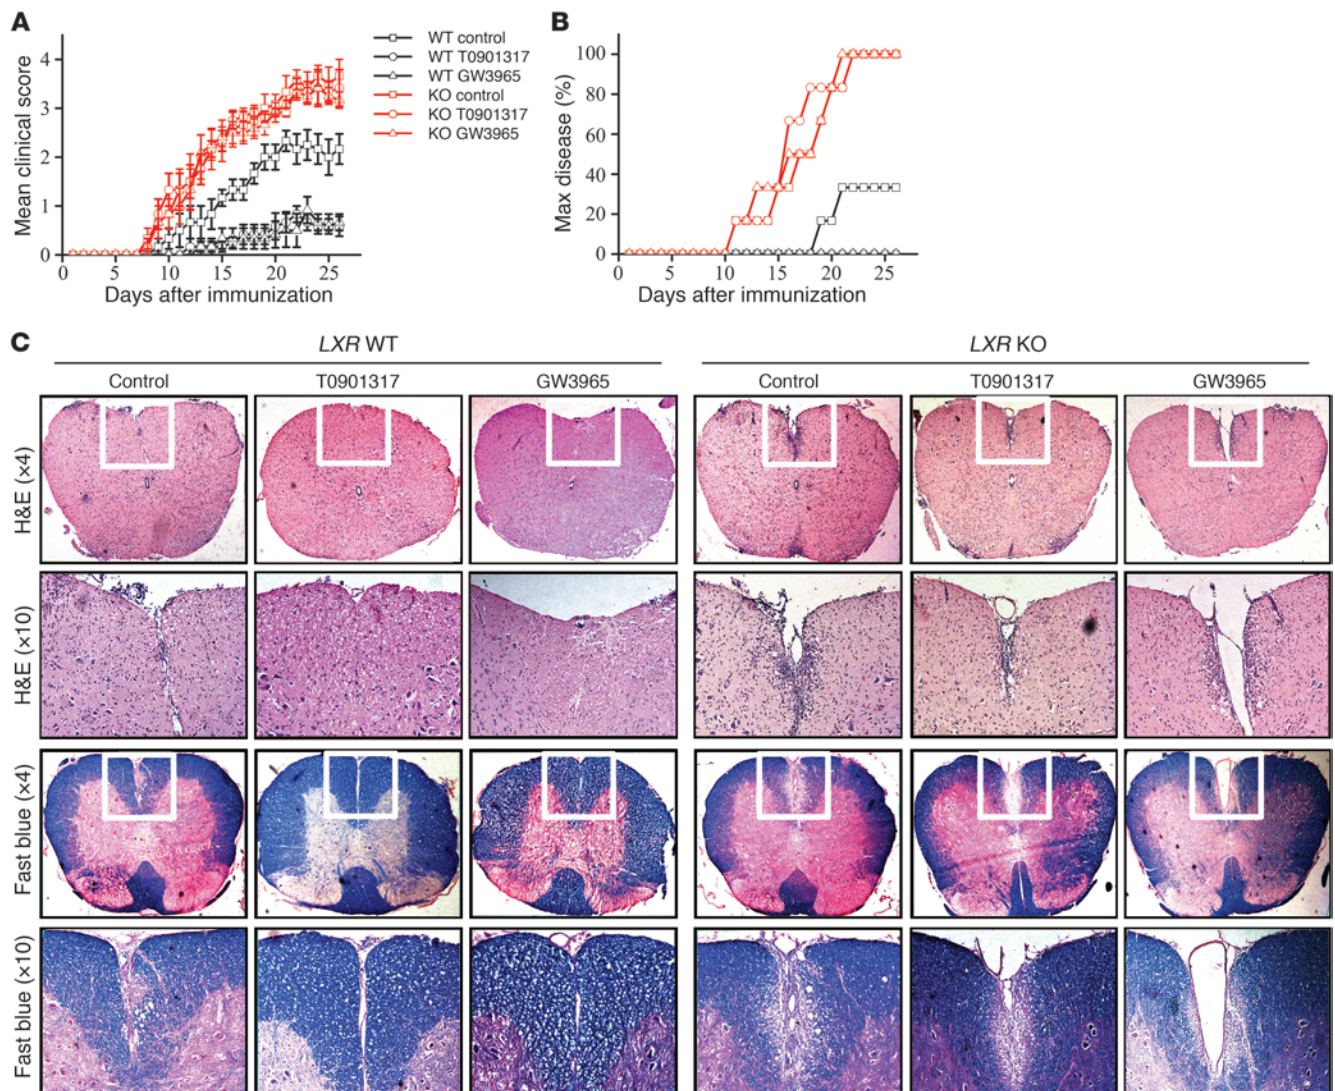 A
Mean clinical score
4
3
2
1
0
0 5 10 15 20 25
Days after immunization
WT control
WT T0901317
WT GW3965
KO control
KO T0901317
KO GW3965
B
Max disease (%)
100
80
60
40
20
0
0 5 10 15 20 25
Days after immunization
C
LXR WT
LXR KO
Control T0901317 GW3965 Control T0901317 GW3965
H&E (×4)
H&E (×10)
Fast blue (×4)
Fast blue (×10)